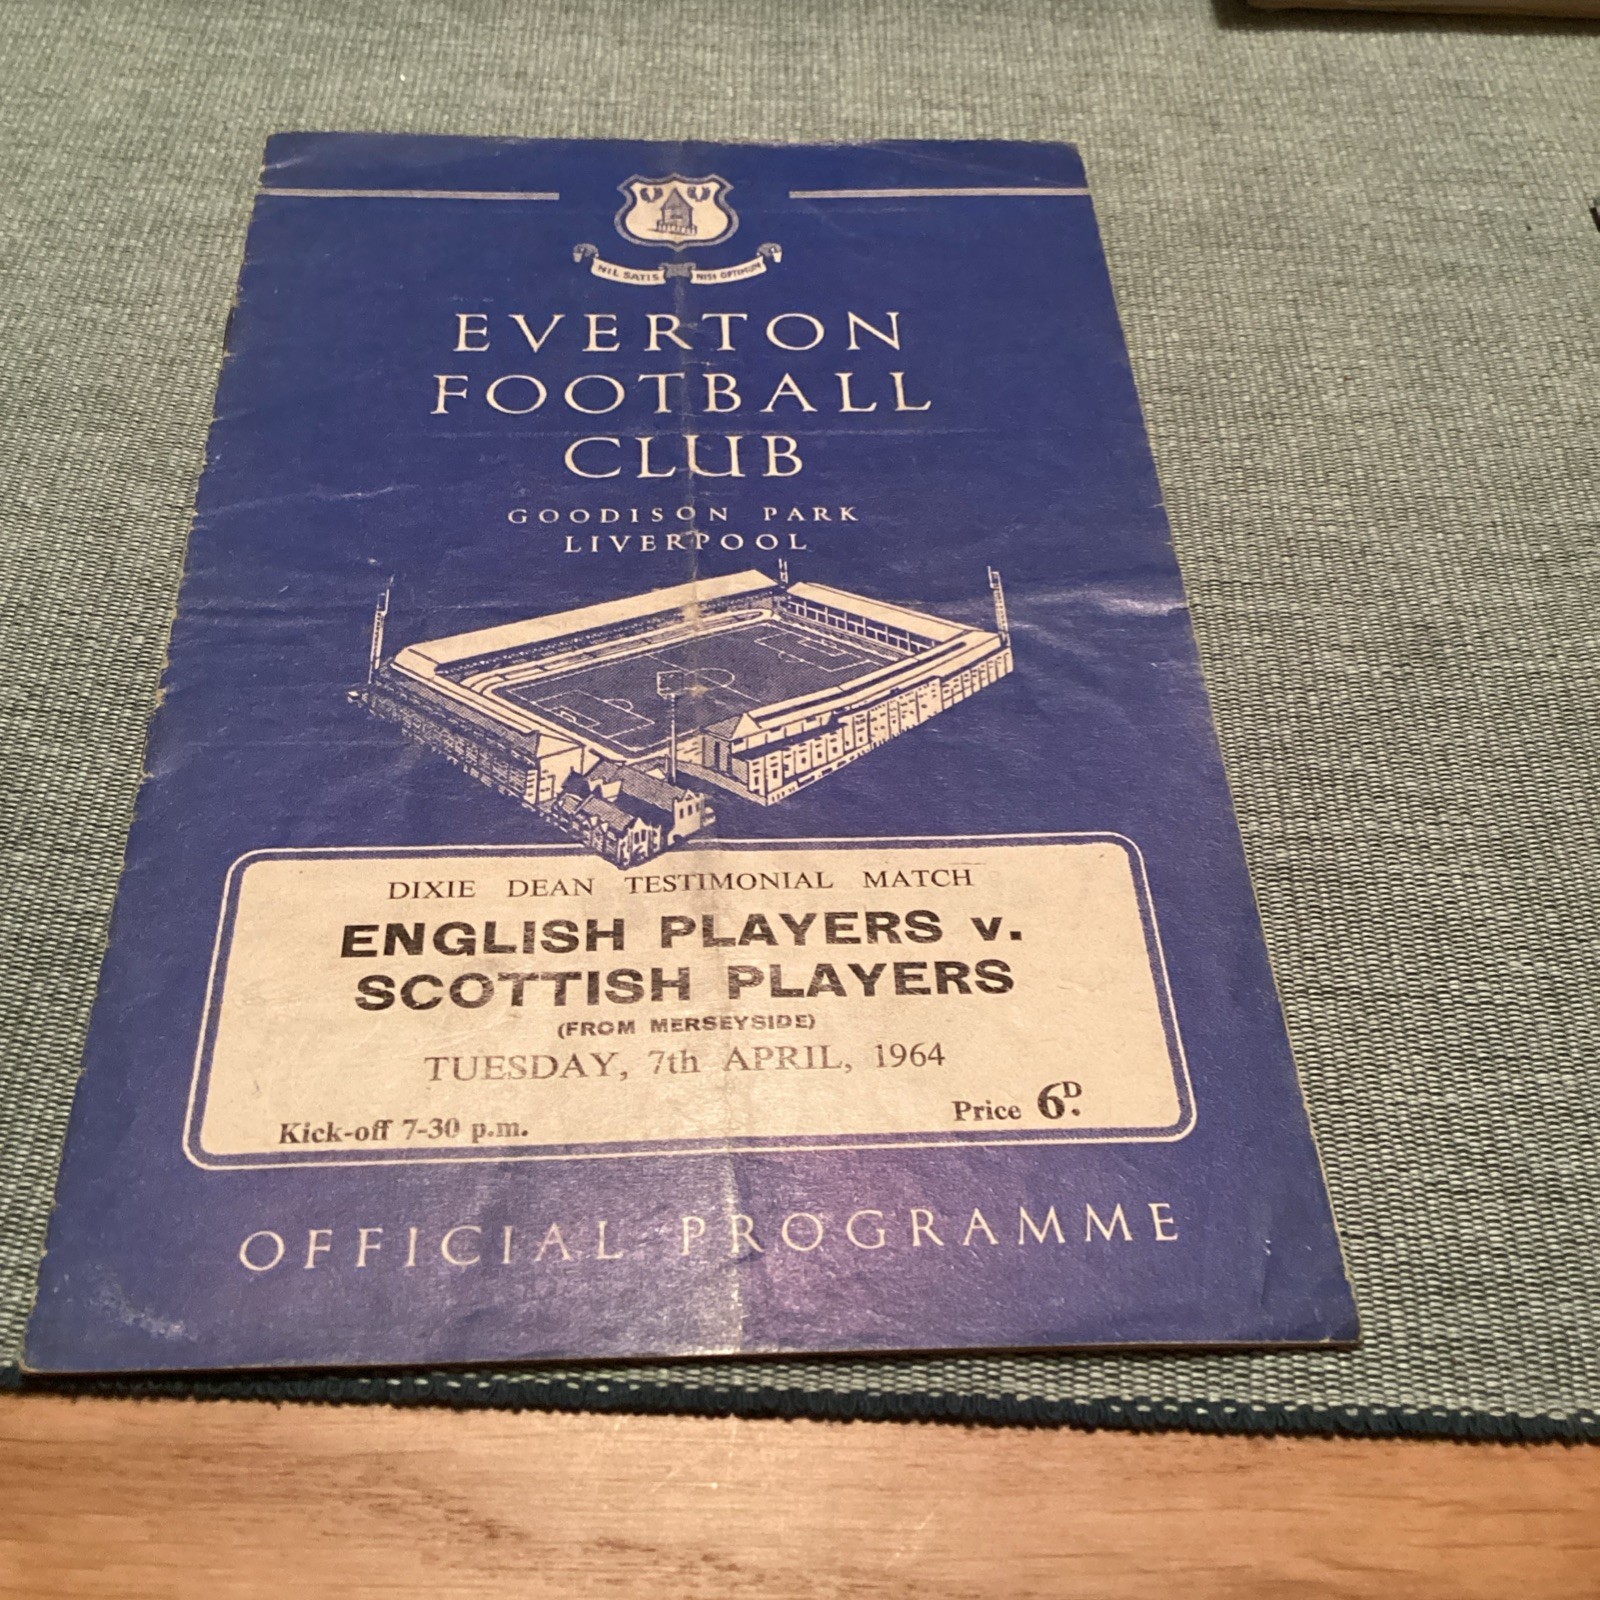 NIL SATIS NISI OPTIMUM
EVERTON
FOOTBALL
CLUB
GOODISON PARK
LIVERPOOL
DIXIE DEAN TESTIMONIAL MATCH
ENGLISH PLAYERS v.
SCOTTISH PLAYERS
(FROM MERSEYSIDE)
TUESDAY, 7th APRIL, 1964
Kick-off 7-30 p.m.
Price 6D.
OFFICIAL PROGRAMME